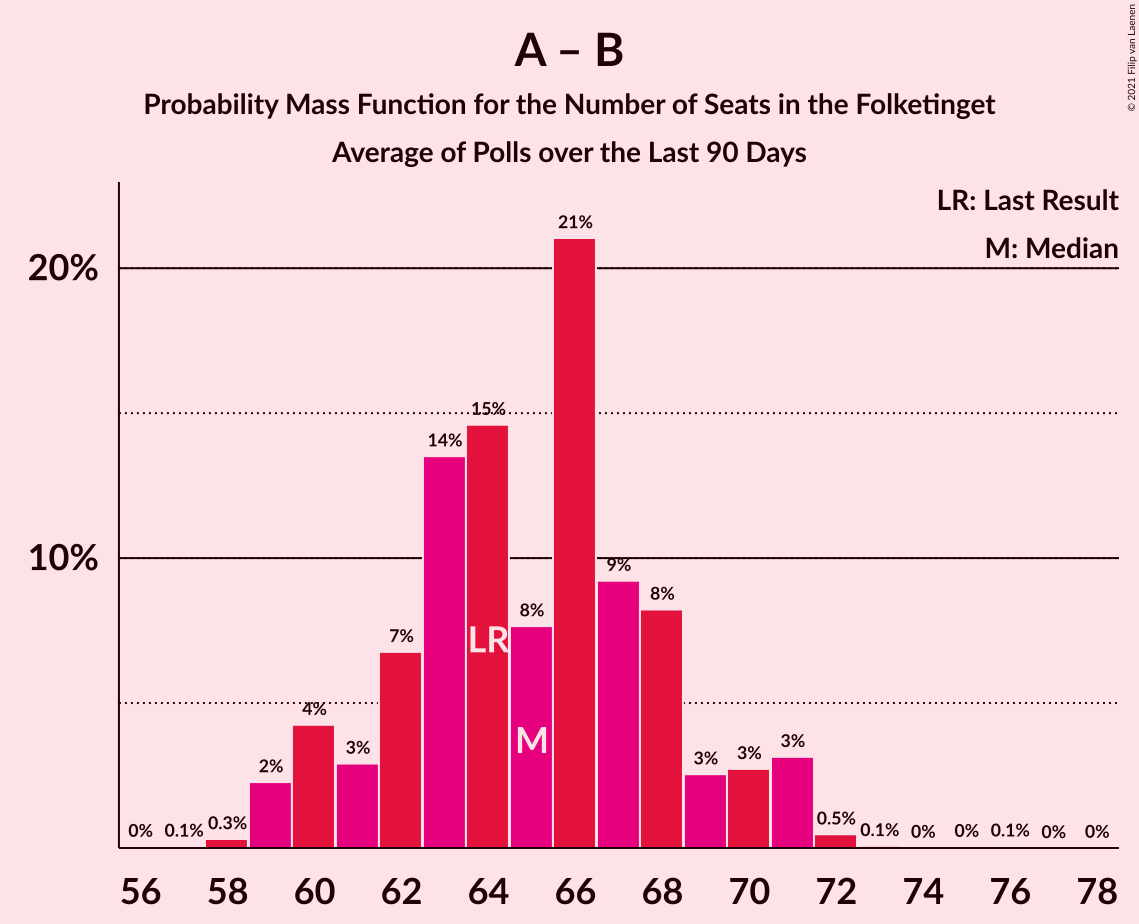 A – B
Probability Mass Function for the Number of Seats in the Folketinget
Average of Polls over the Last 90 Days
© 2021 Filip van Laenen
LR: Last Result
M: Median
20%
10%
0%
0.1%
0.3%
2%
4%
3%
7%
14%
15%
8%
21%
9%
8%
3%
3%
3%
0.5%
0.1%
0%
0%
0.1%
0%
0%
LR
M
56 58 60 62 64 66 68 70 72 74 76 78